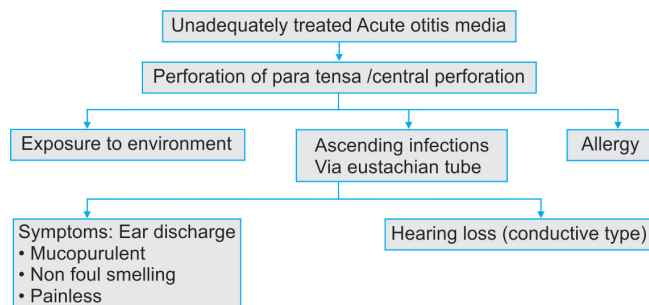 Unadequately treated Acute otitis media
Perforation of para tensa /central perforation
Exposure to environment
Ascending infections
Via eustachian tube
Allergy
Symptoms: Ear discharge
• Mucopurulent
• Non foul smelling
• Painless
Hearing loss (conductive type)